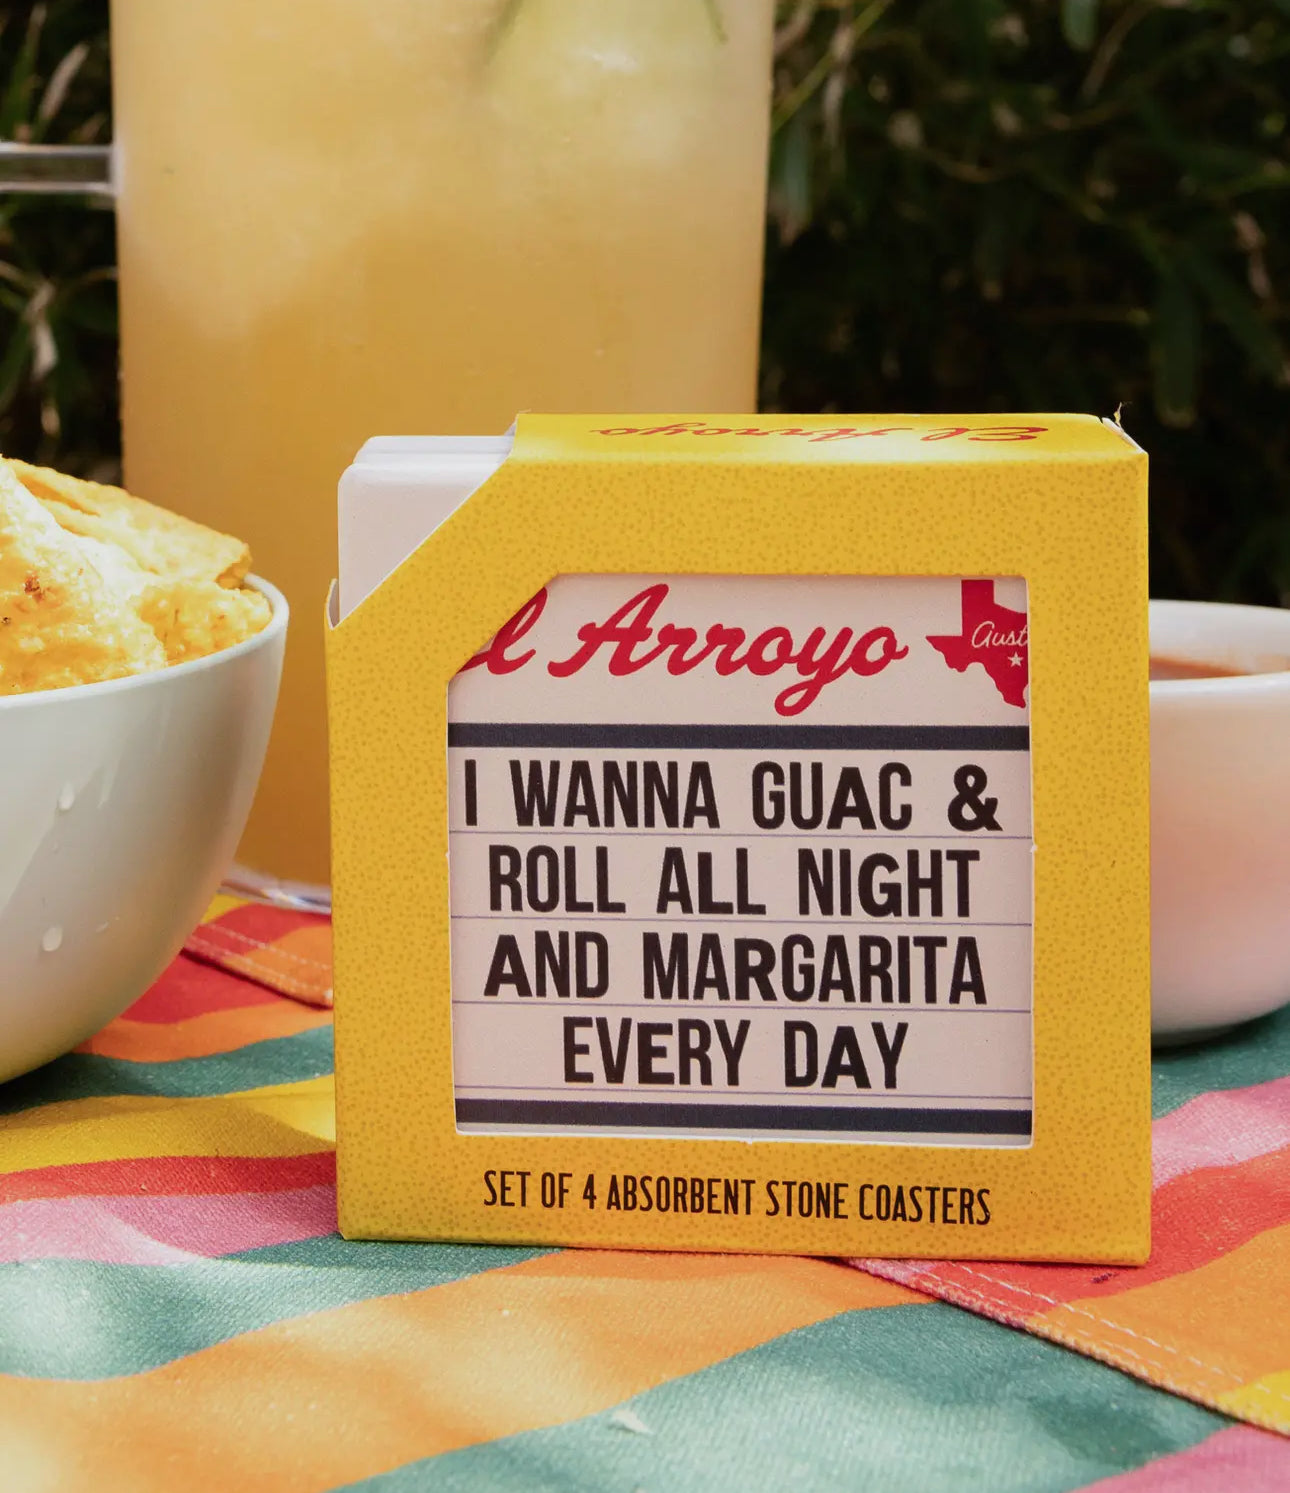 El Arroyo
El Arroyo
Aust
I WANNA GUAC &
ROLL ALL NIGHT
AND MARGARITA
EVERY DAY
SET OF 4 ABSORBENT STONE COASTERS